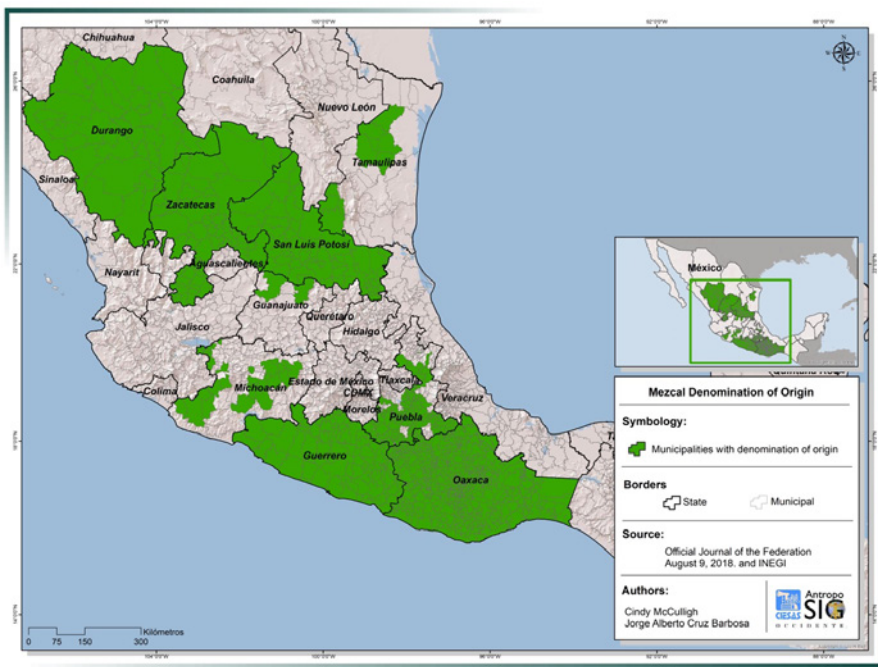 Chihuahua
Coahuila
Nuevo León
Durango
Tamaulipas
Sinaloa
Zacatecas
San Luis Potosí
Nayarit
Aguascalientes
Guanajuato
Querétaro
Hidalgo
Jalisco
Colima
Michoacán
Estado de México
CDMX
Tlaxcala
Morelos
Puebla
Veracruz
Guerrero
Oaxaca
México
Mezcal Denomination of Origin
Symbology:
Municipalities with denomination of origin
Borders
State
Municipal
Source:
Official Journal of the Federation
August 9, 2018. and INEGI
Authors:
Cindy McCulligh
Jorge Alberto Cruz Barbosa
CIESAS
Antropo
SIG
OCCIDENTE
Kilómetros
0 75 150 300